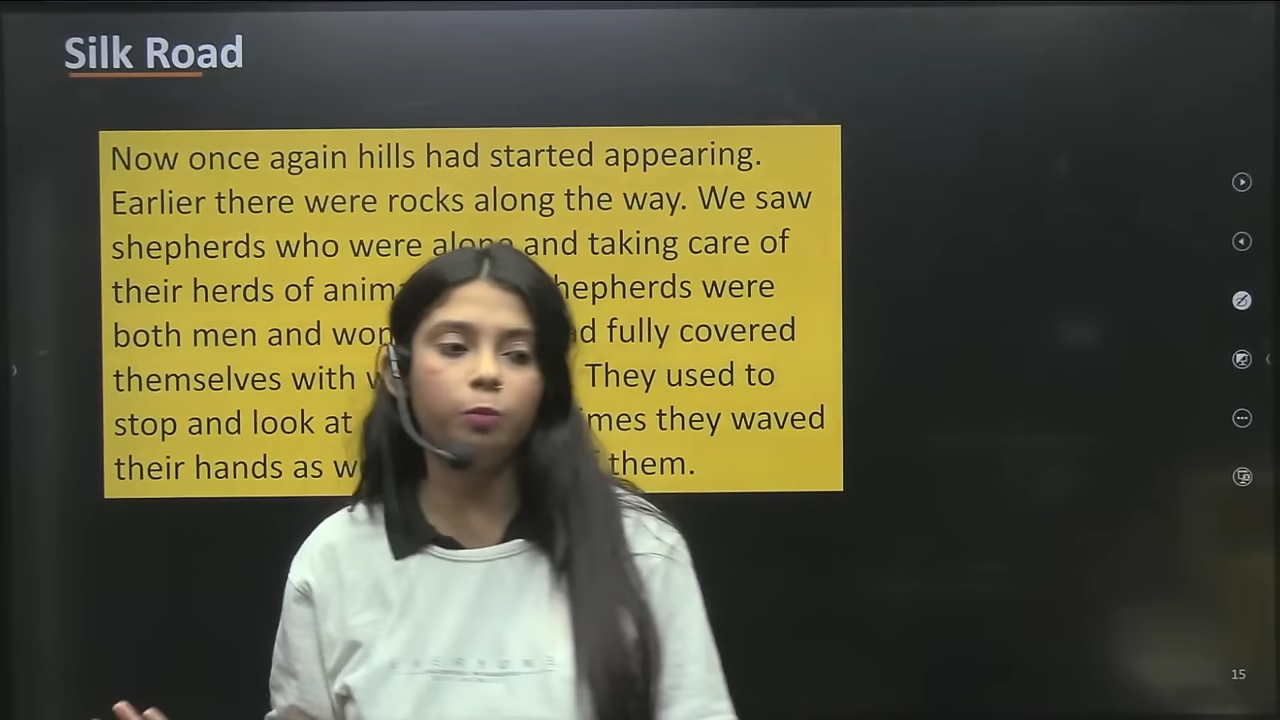 Silk Road
Now once again hills had started appearing.
Earlier there were rocks along the way. We saw
shepherds who were alone and taking care of
their herds of were
both men and fully covered
themselves with They used to
stop and look at they waved
their hands as them.
EVERYONE
15